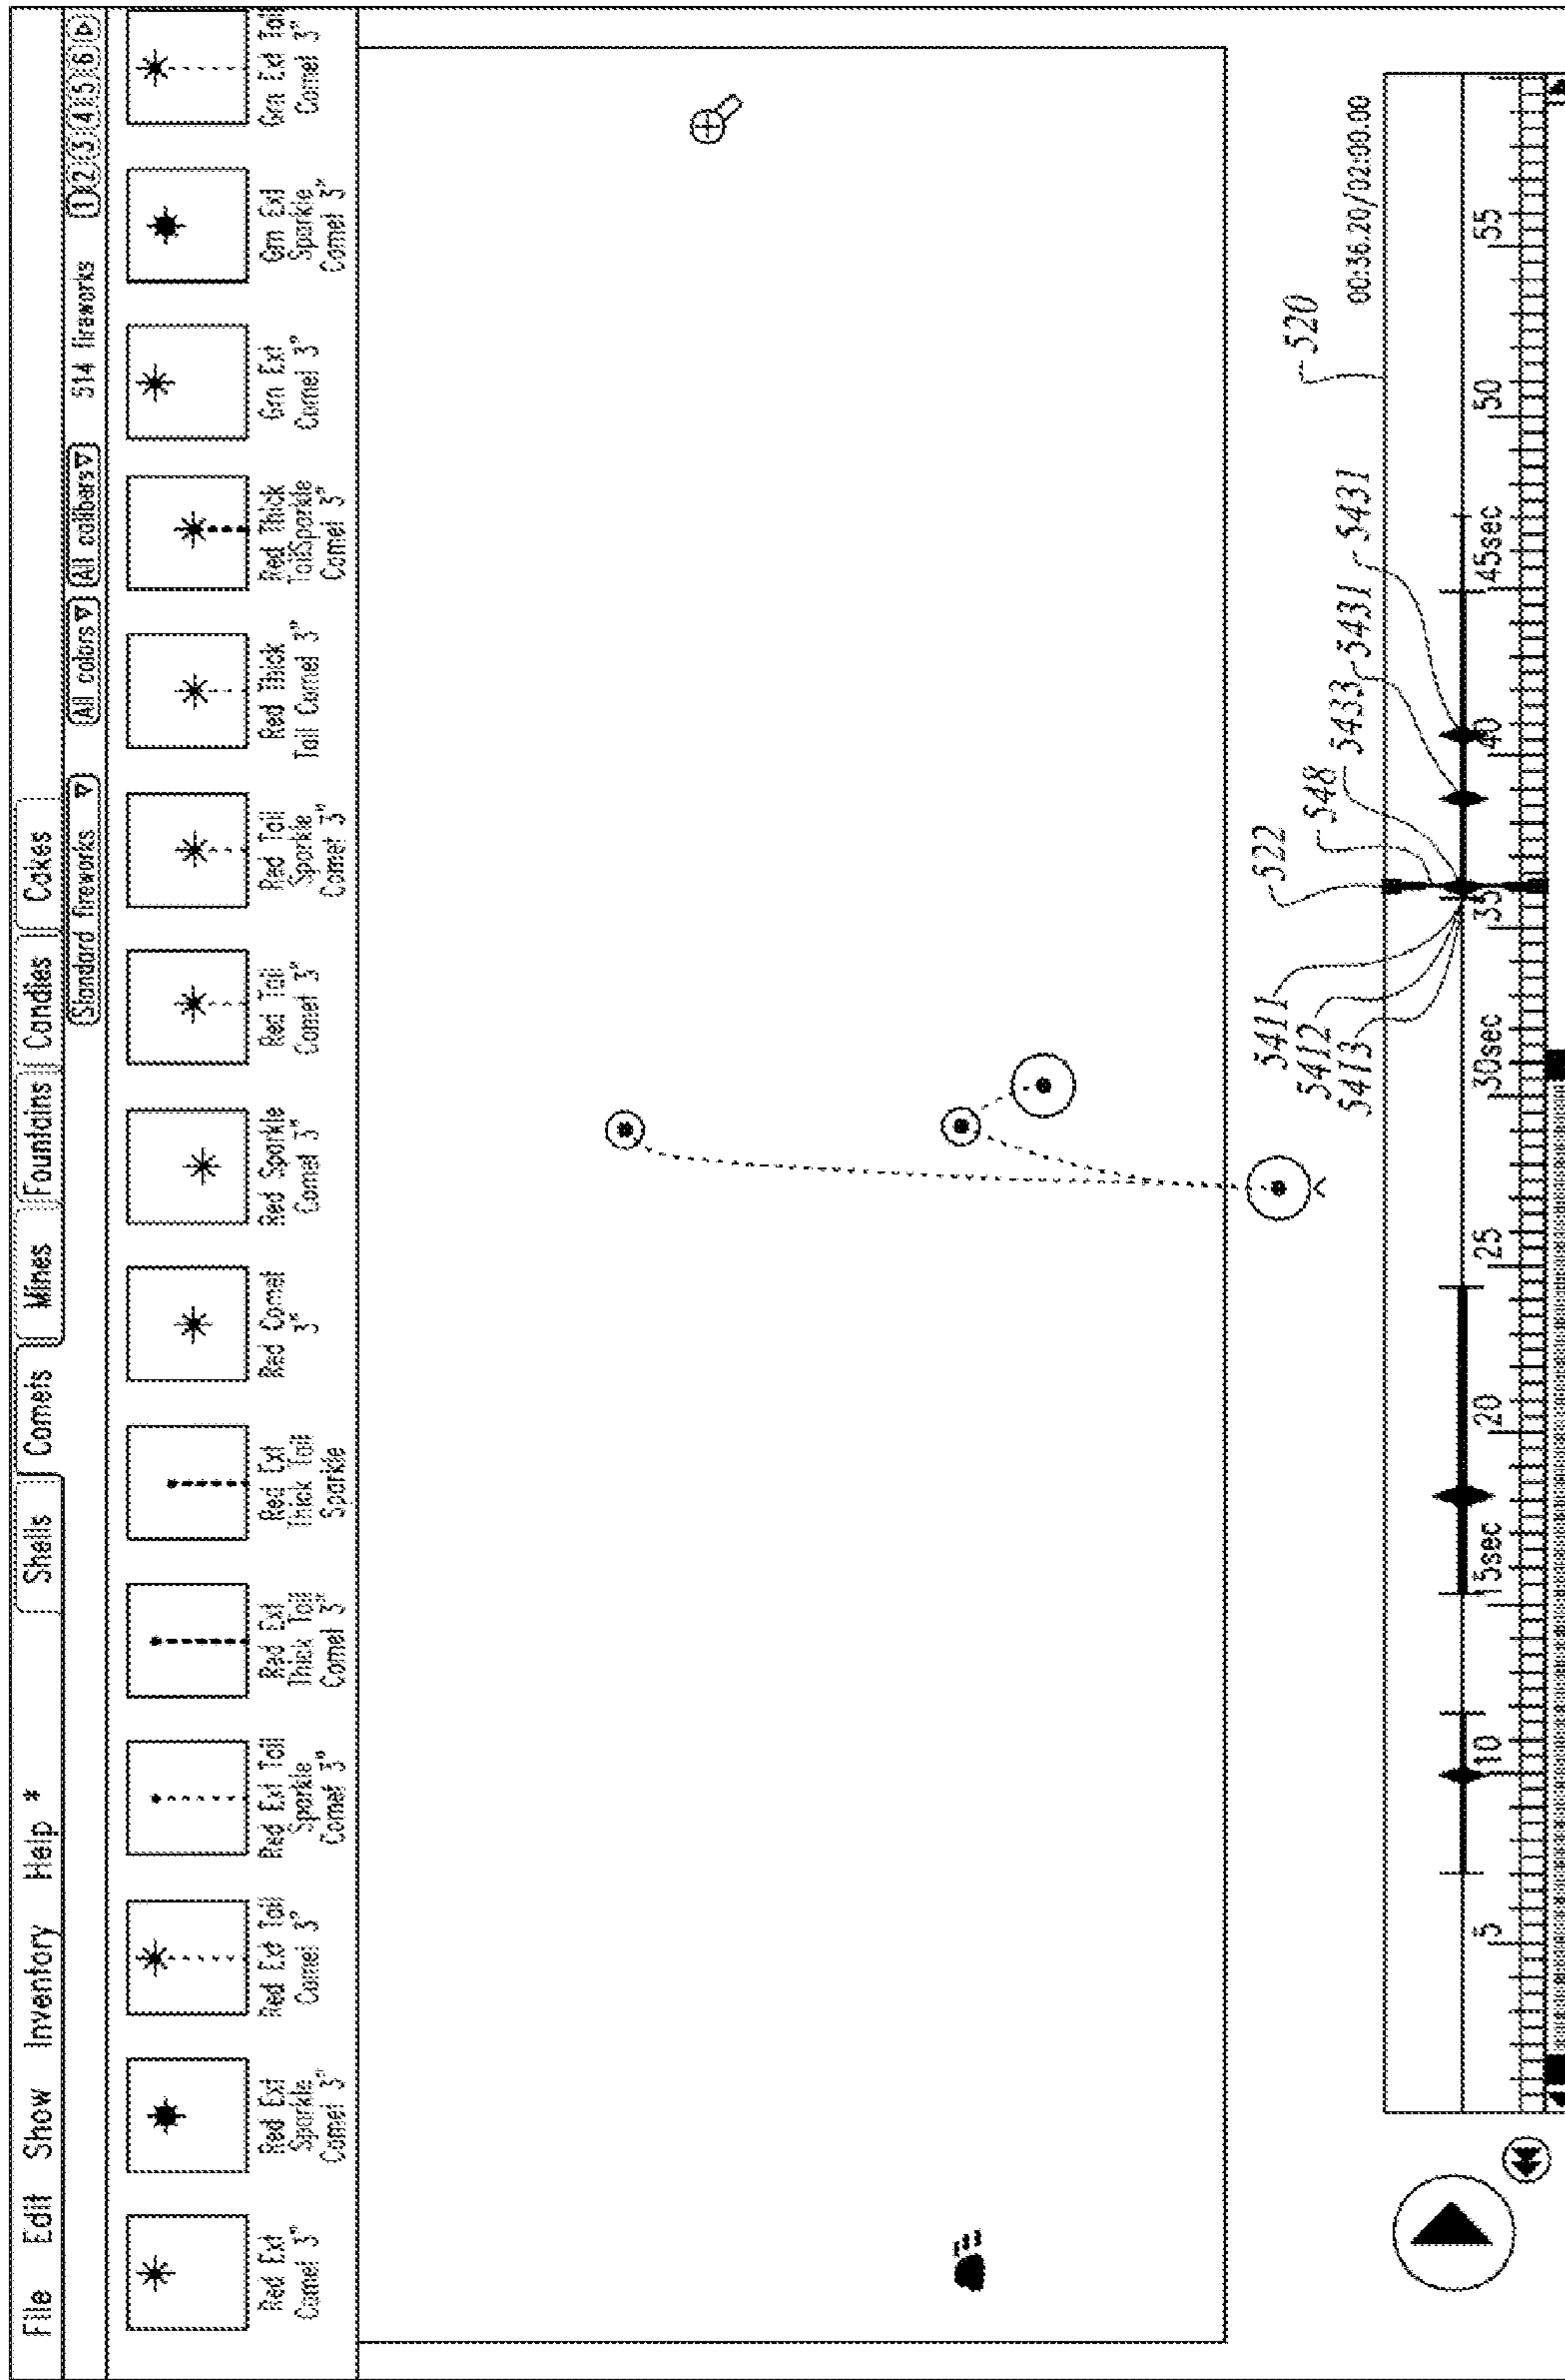 File Edit Show Inventory Help *
Shells Comets Mines Fountains Candles Cakes
Standard fireworks All colors All calibers 514 fireworks 1 2 3 4 5 6
Red Ext
Comet 3"
Red Ext
Sparkle
Comet 3"
Red Ext Tail
Comet 3"
Red Ext Tail
Sparkle
Comet 3"
Red Ext
Thick Tail
Comet 3"
Red Ext
Thick Tail
Sparkle
Red Comet
3"
Red Sparkle
Comet 3"
Red Tail
Comet 3"
Red Tail
Sparkle
Comet 3"
Red Thick
Tail Comet 3"
Red Thick
TailSparkle
Comet 3"
Grn Ext
Comet 3"
Grn Ext
Sparkle
Comet 3"
Grn Ext Tail
Comet 3"
522
520
5411
5412
5413
548
5433
5431
5431
00:36.20/02:00.00
5 10 15sec 20 25 30sec 35 40 45sec 50 55